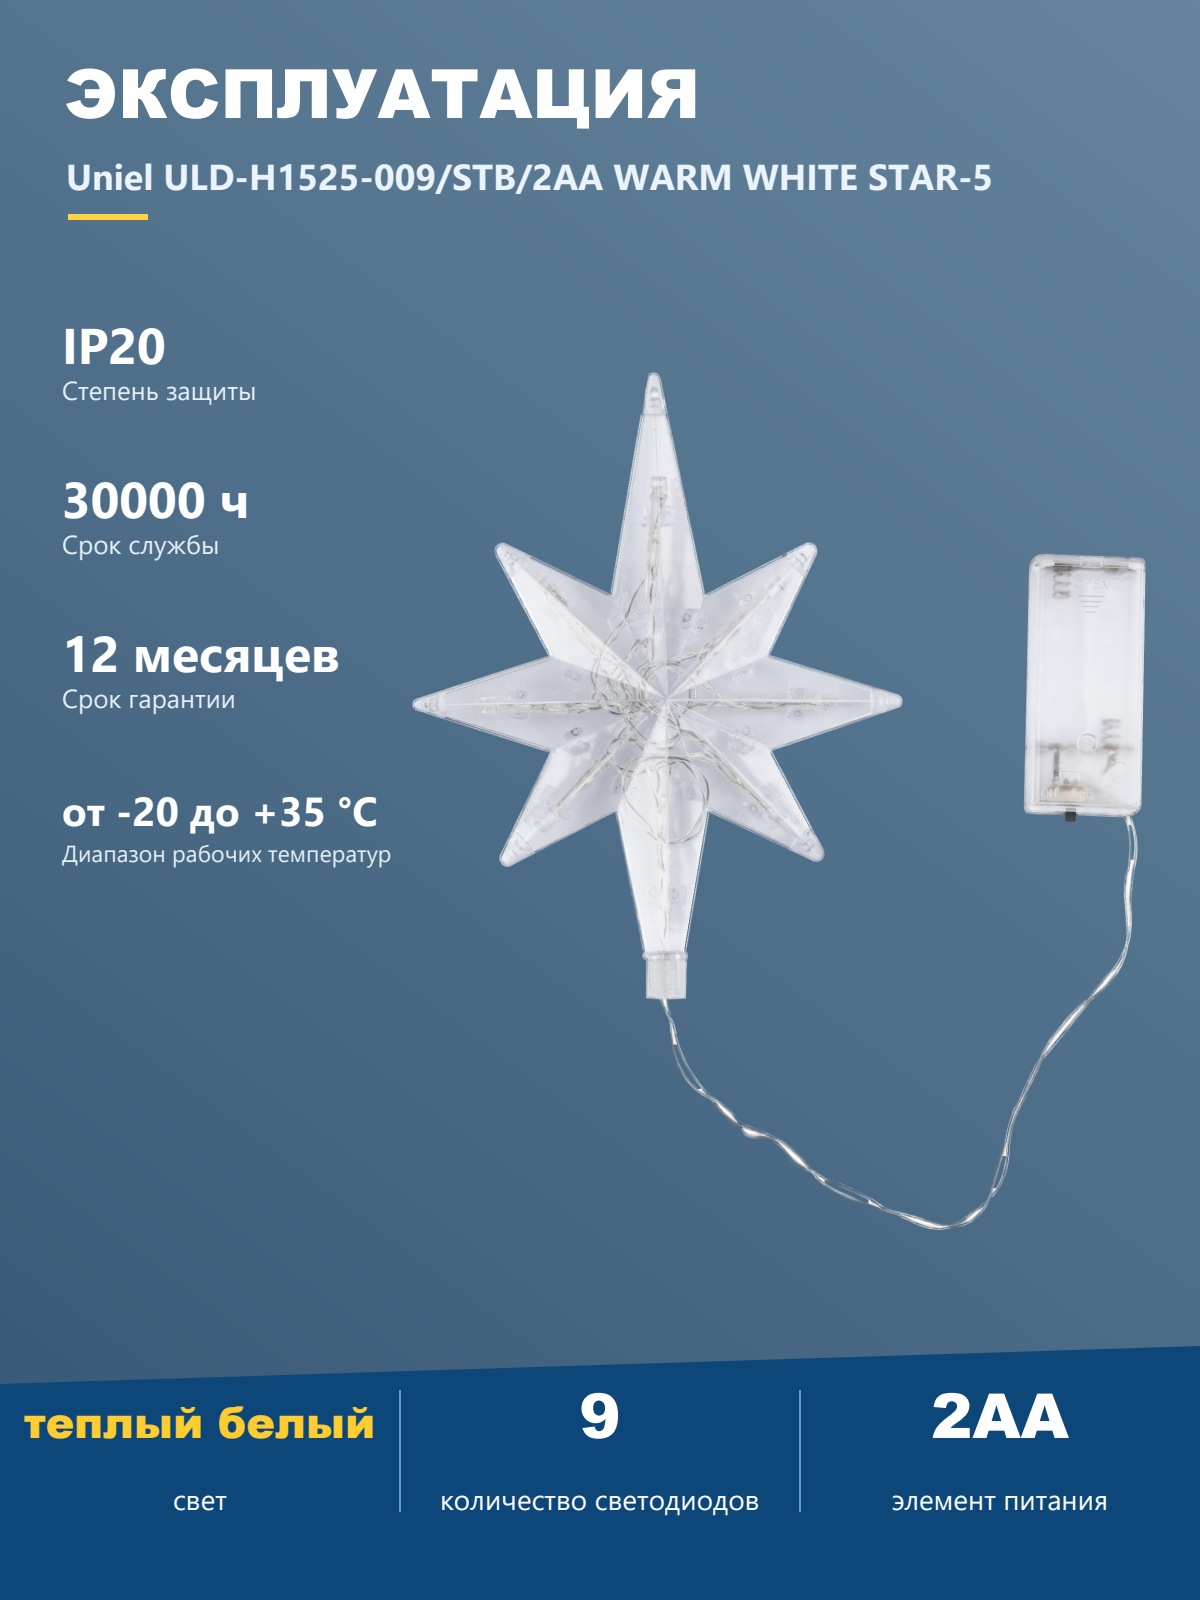 ЭКСПЛУАТАЦИЯ
Uniel ULD-H1525-009/STB/2AA WARM WHITE STAR-5
IP20
Степень защиты
30000 ч
Срок службы
12 месяцев
Срок гарантии
от -20 до +35 °C
Диапазон рабочих температур
теплый белый
свет
9
количество светодиодов
2AA
элемент питания